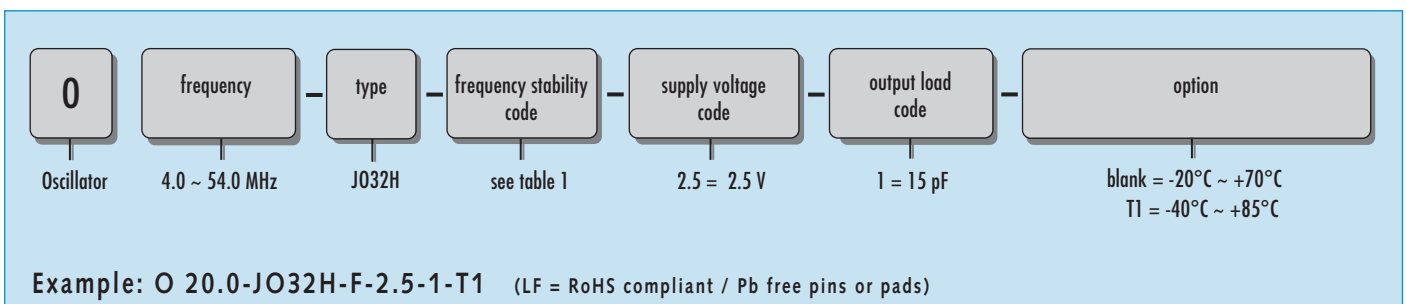 O
frequency
–
type
–
frequency stability
code
–
supply voltage
code
–
output load
code
–
option
Oscillator
4.0 ~ 54.0 MHz
JO32H
see table 1
2.5 = 2.5 V
1 = 15 pF
blank = -20°C ~ +70°C
T1 = -40°C ~ +85°C
Example: O 20.0-JO32H-F-2.5-1-T1 (LF = RoHS compliant / Pb free pins or pads)